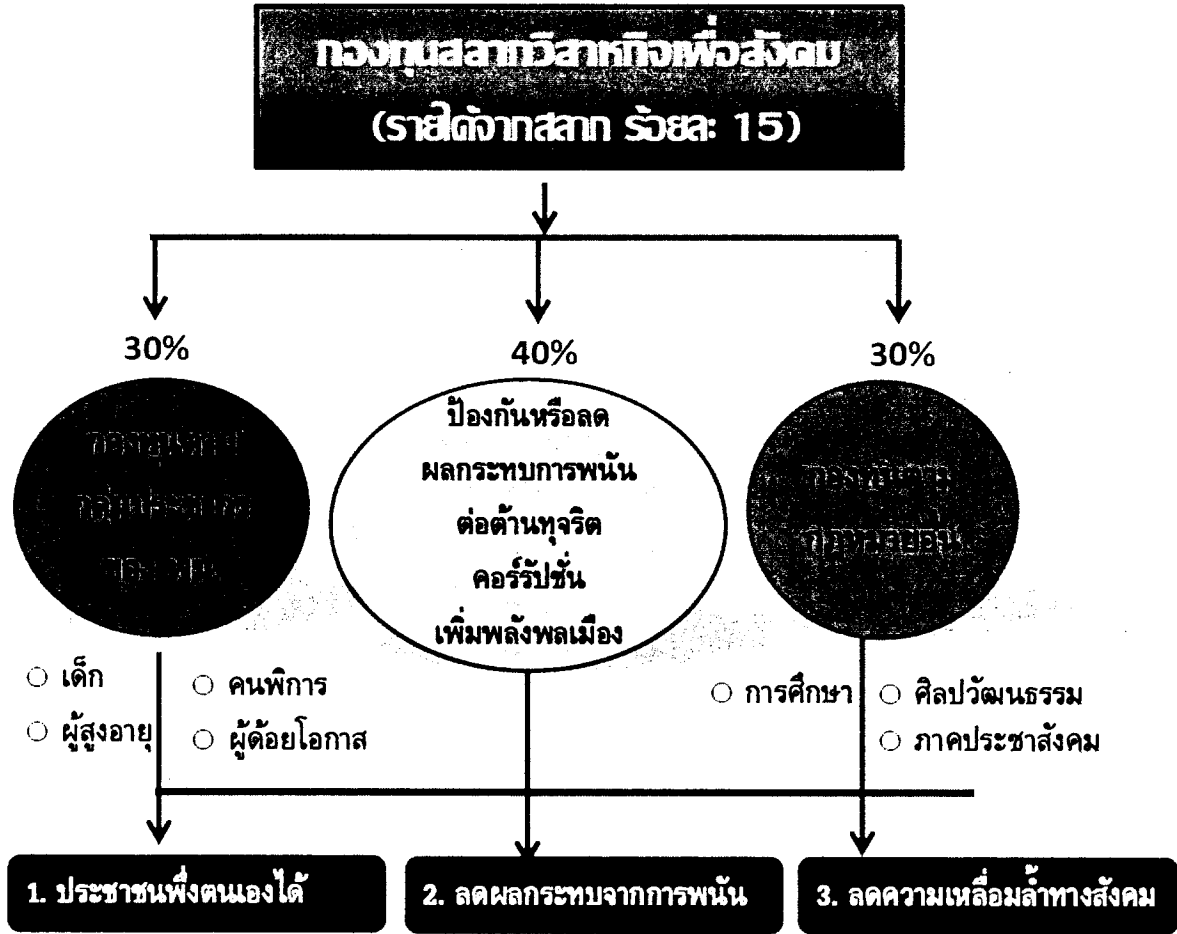 กองทุนสลากวิสาหกิจเพื่อสังคม
(รายได้จากสลาก ร้อยละ 15)
30%
40%
30%
ป้องกันหรือลด
ผลกระทบการพนัน
ต่อต้านทุจริต
คอร์รัปชั่น
เพิ่มพลังพลเมือง
○ เด็ก
○ ผู้สูงอายุ
○ คนพิการ
○ ผู้ด้อยโอกาส
○ การศึกษา
○ ศิลปวัฒนธรรม
○ ภาคประชาสังคม
1. ประชาชนพึ่งตนเองได้
2. ลดผลกระทบจากการพนัน
3. ลดความเหลื่อมล้ำทางสังคม